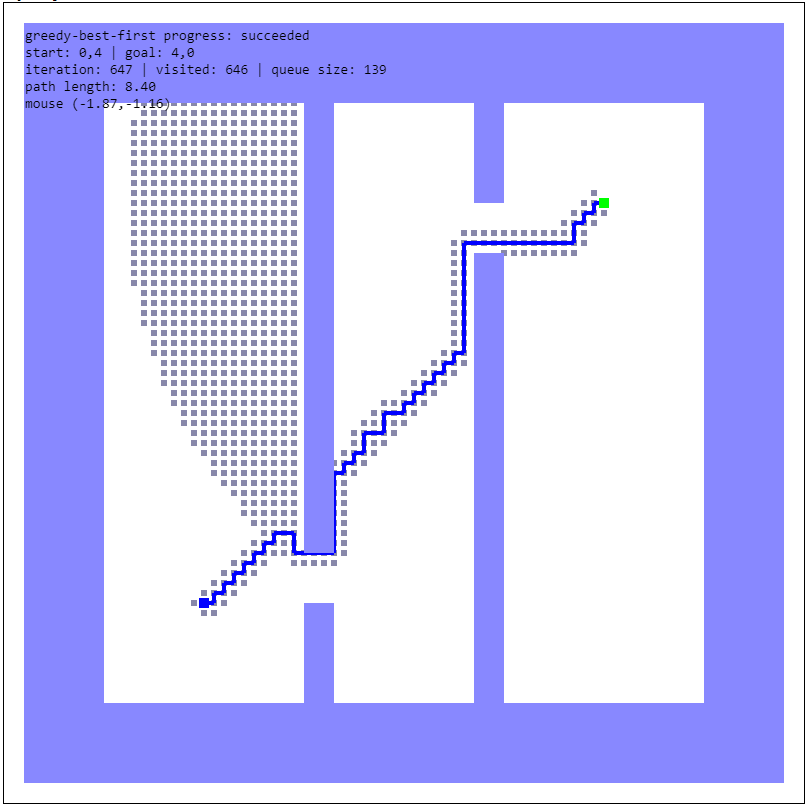 greedy-best-first progress: succeeded
start: 0,4 | goal: 4,0
iteration: 647 | visited: 646 | queue size: 139
path length: 8.40
mouse (-1.87,-1.16)